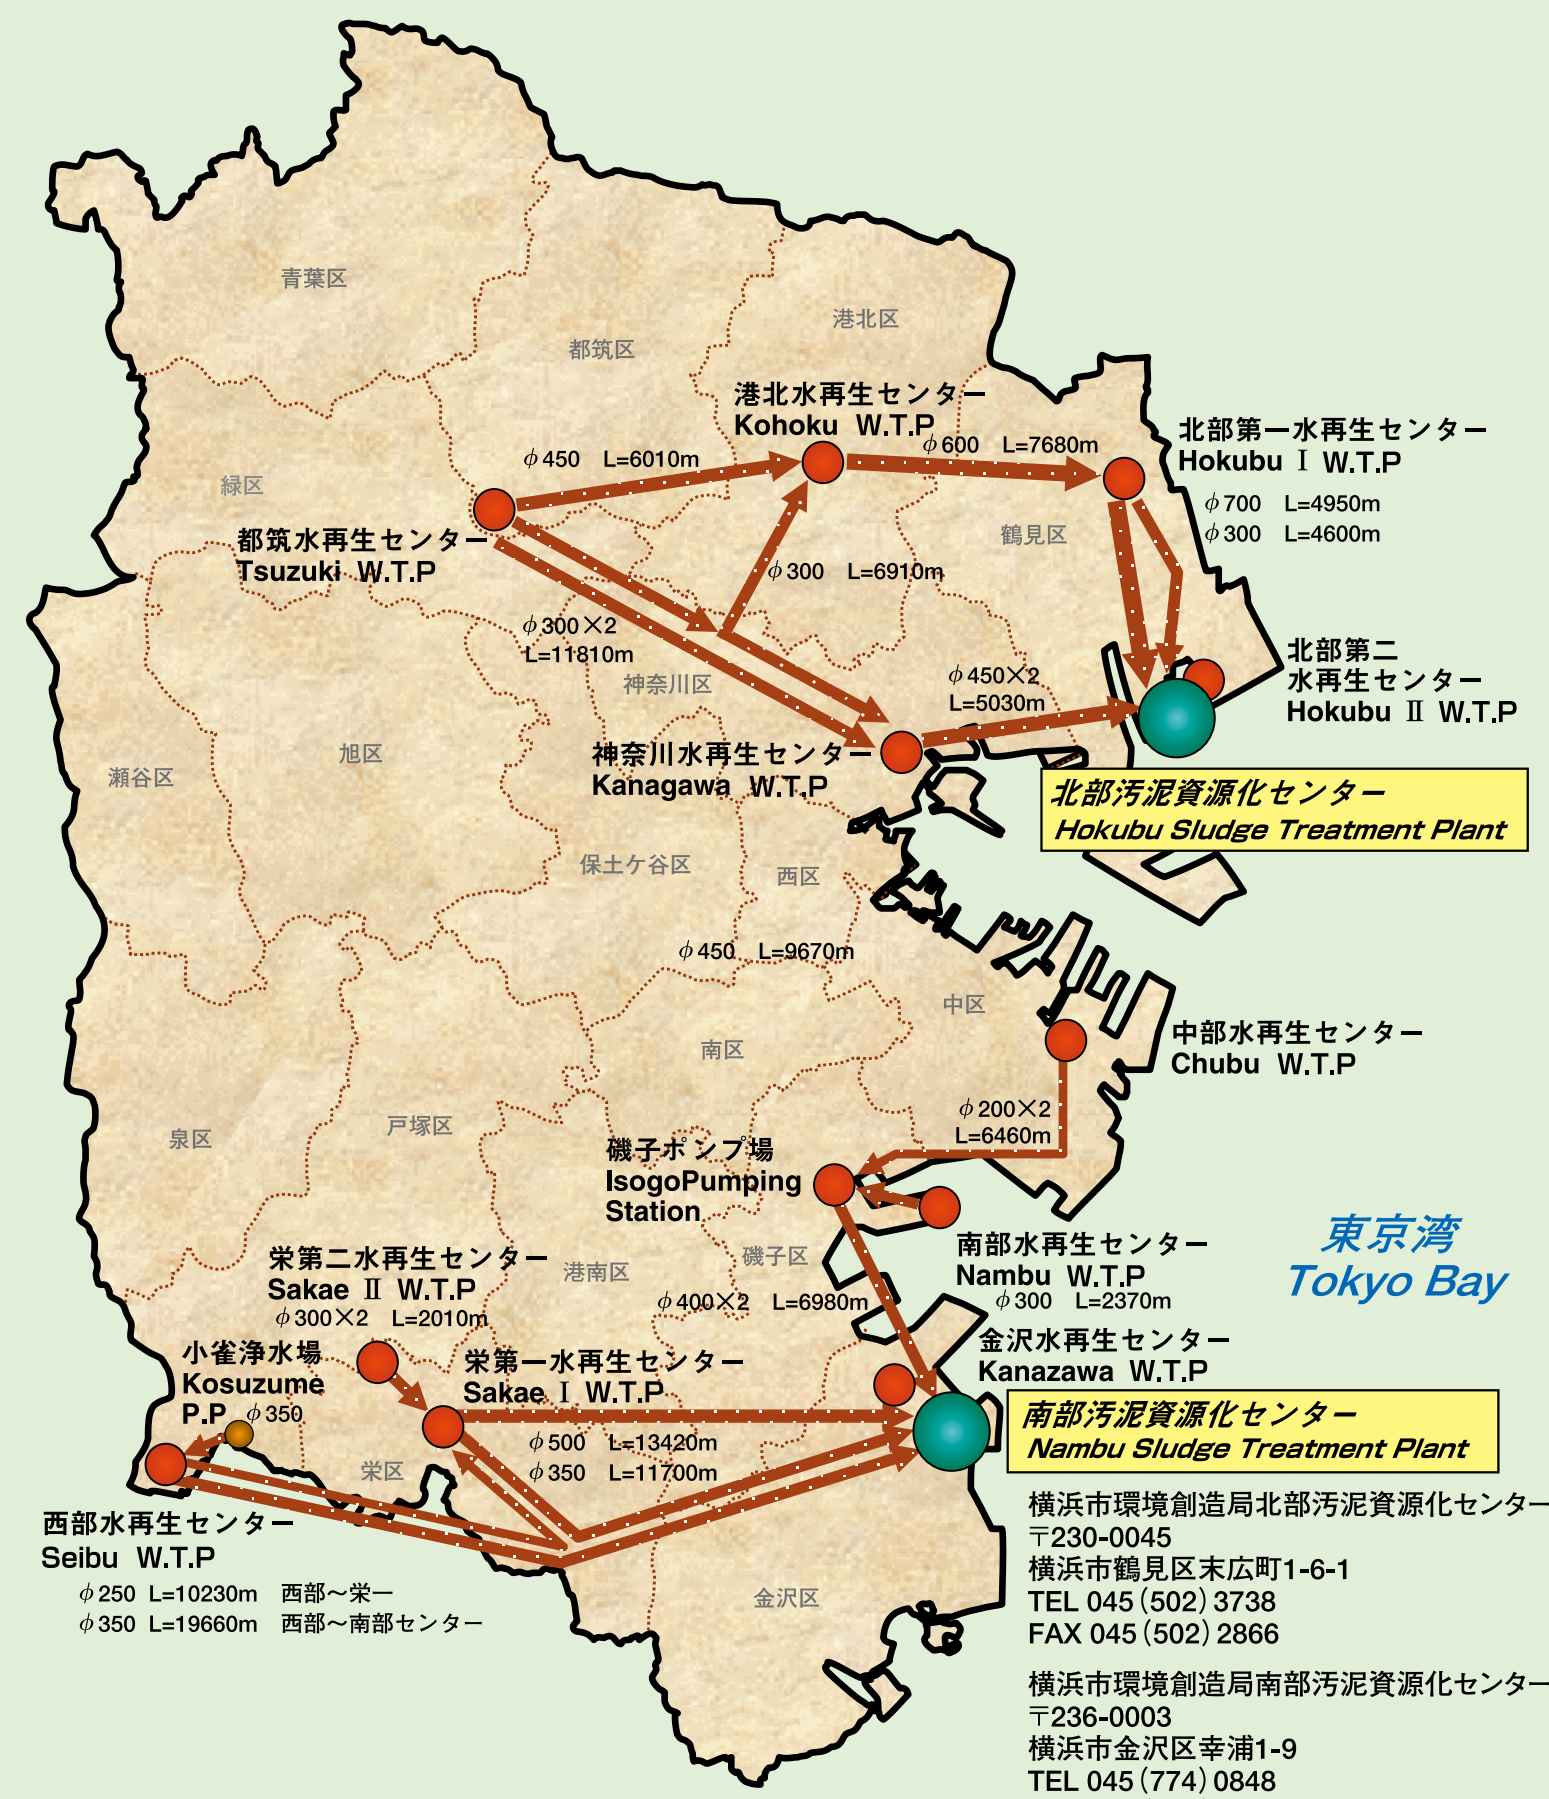 青葉区
都筑区
港北区
緑区
港北水再生センター
Kohoku W.T.P
φ450 L=6010m
φ600 L=7680m
北部第一水再生センター
Hokubu Ⅰ W.T.P
φ700 L=4950m
φ300 L=4600m
鶴見区
都筑水再生センター
Tsuzuki W.T.P
φ300 L=6910m
φ300×2
L=11810m
神奈川区
φ450×2
L=5030m
北部第二
水再生センター
Hokubu Ⅱ W.T.P
神奈川水再生センター
Kanagawa W.T.P
旭区
瀬谷区
北部汚泥資源化センター
Hokubu Sludge Treatment Plant
保土ケ谷区
西区
φ450 L=9670m
中区
南区
中部水再生センター
Chubu W.T.P
戸塚区
泉区
φ200×2
L=6460m
磯子ポンプ場
IsogoPumping
Station
東京湾
Tokyo Bay
南部水再生センター
Nambu W.T.P
φ300 L=2370m
磯子区
港南区
φ400×2 L=6980m
栄第二水再生センター
Sakae Ⅱ W.T.P
φ300×2 L=2010m
小雀浄水場
Kosuzume
P.P φ350
栄第一水再生センター
Sakae Ⅰ W.T.P
金沢水再生センター
Kanazawa W.T.P
南部汚泥資源化センター
Nambu Sludge Treatment Plant
φ500 L=13420m
φ350 L=11700m
栄区
西部水再生センター
Seibu W.T.P
φ250 L=10230m 西部～栄一
φ350 L=19660m 西部～南部センター
金沢区
横浜市環境創造局北部汚泥資源化センター
〒230-0045
横浜市鶴見区末広町1-6-1
TEL 045(502)3738
FAX 045(502)2866
横浜市環境創造局南部汚泥資源化センター
〒236-0003
横浜市金沢区幸浦1-9
TEL 045(774)0848